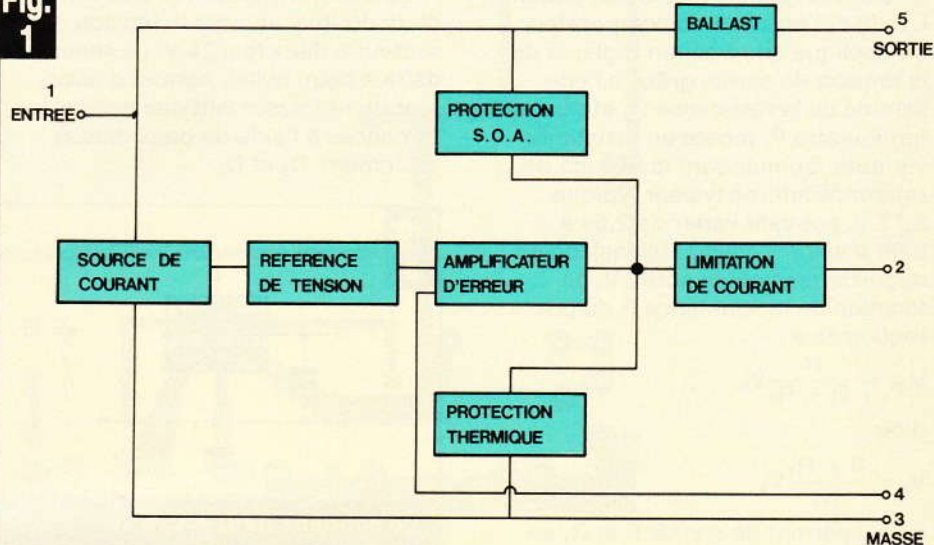 Fig.
1
BALLAST
5
SORTIE
PROTECTION
S.O.A.
1
ENTREE
SOURCE DE
COURANT
REFERENCE
DE TENSION
AMPLIFICATEUR
D'ERREUR
LIMITATION
DE COURANT
2
PROTECTION
THERMIQUE
4
3
MASSE